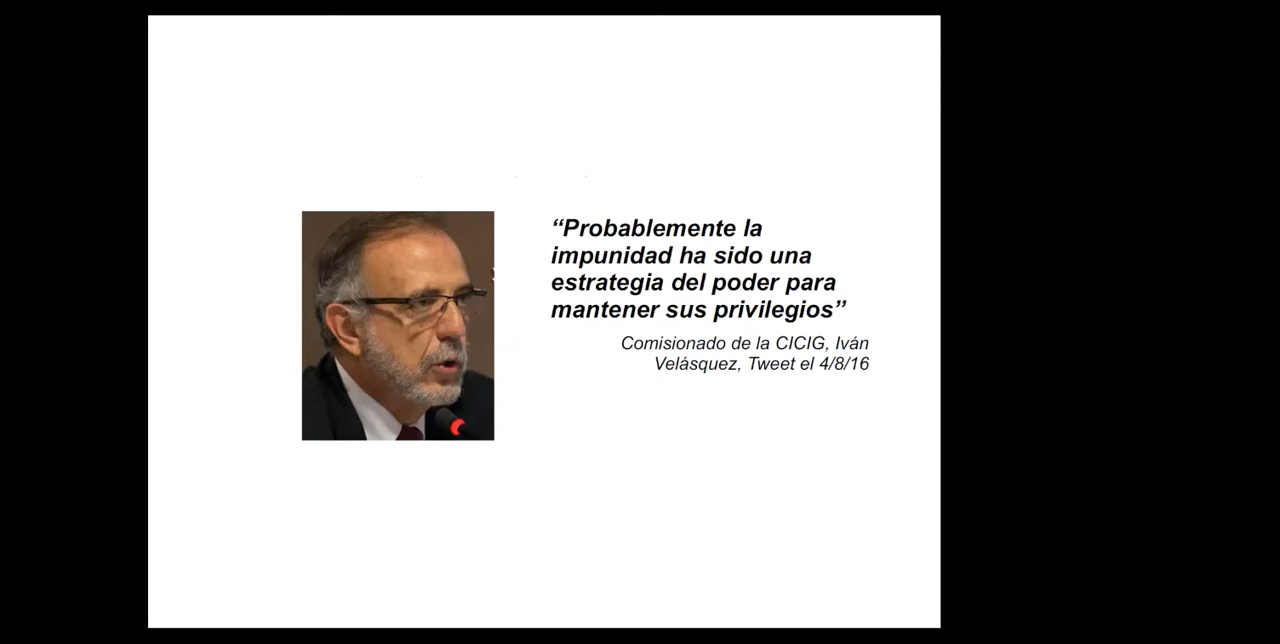 “Probablemente la
impunidad ha sido una
estrategia del poder para
mantener sus privilegios”
Comisionado de la CICIG, Iván
Velásquez, Tweet el 4/8/16